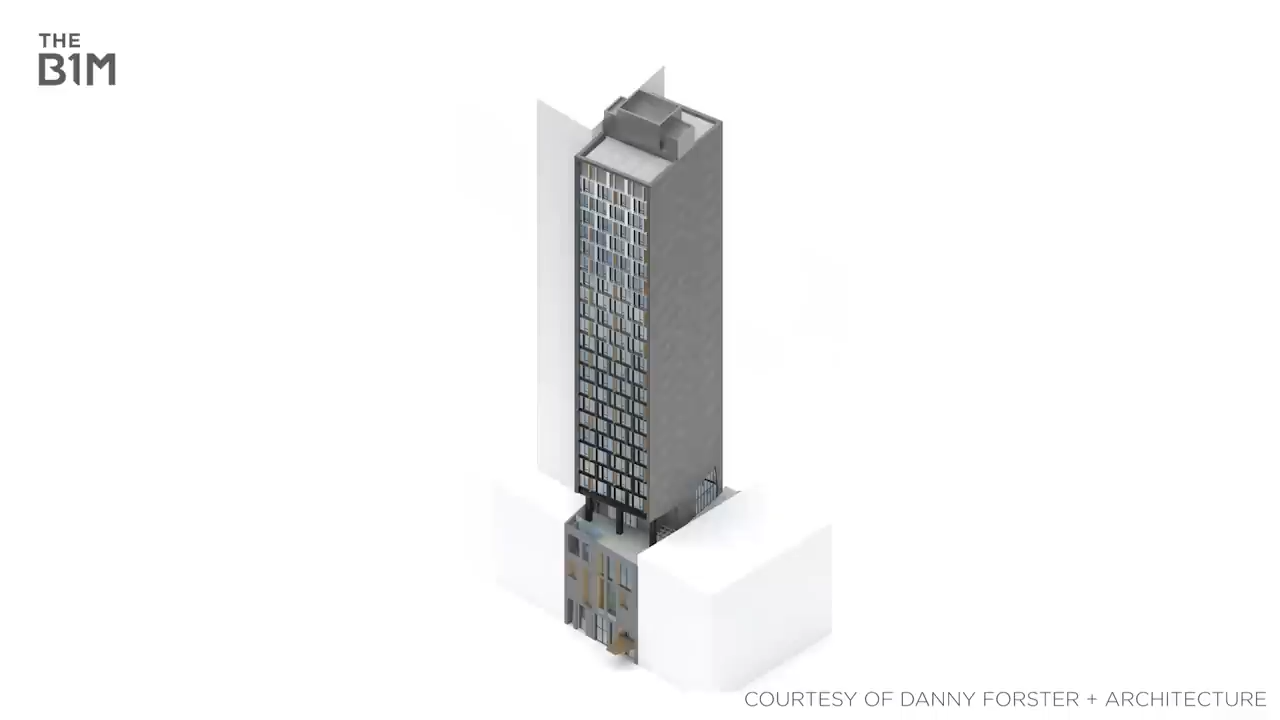 THE
B1M
COURTESY OF DANNY FORSTER + ARCHITECTURE